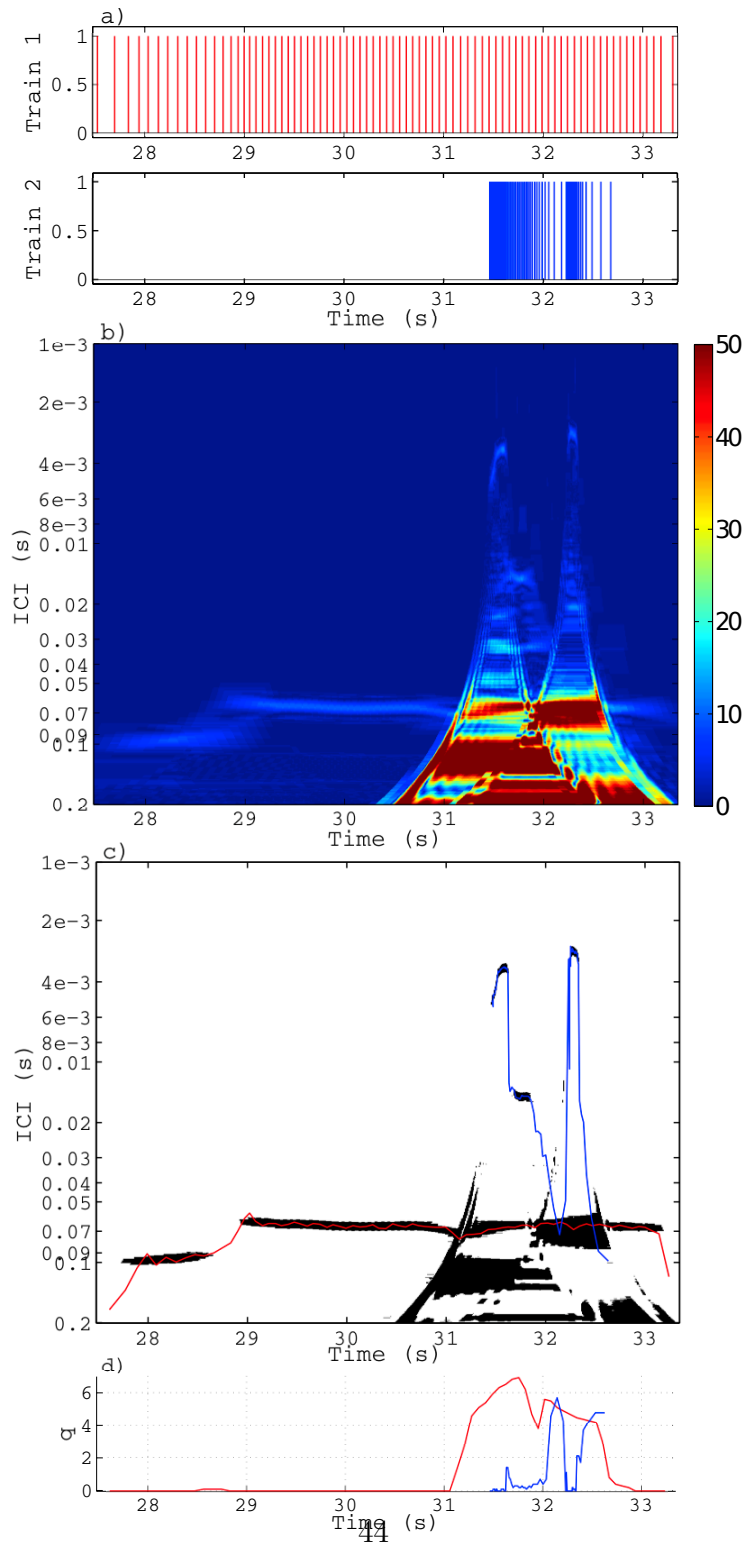 a)
Train 1
1
0.5
0
28 29 30 31 32 33
Train 2
1
0.5
0
28 29 30 31 32 33
Time (s)
b)
ICI (s)
1e-3
2e-3
4e-3
6e-3
8e-3
0.01
0.02
0.03
0.04
0.05
0.07
0.09
0.1
0.2
28 29 30 31 32 33
Time (s)
50
40
30
20
10
0
c)
ICI (s)
1e-3
2e-3
4e-3
6e-3
8e-3
0.01
0.02
0.03
0.04
0.05
0.07
0.09
0.1
0.2
28 29 30 31 32 33
Time (s)
d)
q
6
4
2
0
28 29 30 31 32 33
Time (s)
44